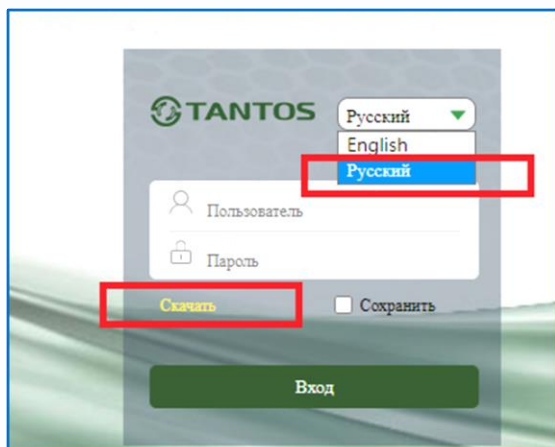 TANTOS
Русский
English
Русский
Пользователь
Пароль
Скачать
Сохранить
Вход